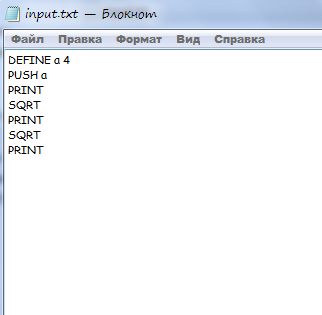 input.txt — Блокнот
Файл Правка Формат Вид Справка
DEFINE a 4
PUSH a
PRINT
SQRT
PRINT
SQRT
PRINT